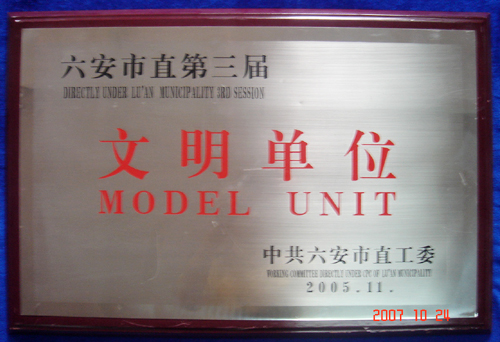 六安市直第三届
DIRECTLY UNDER LU'AN MUNICIPALITY 3RD SESSION
文明单位
MODEL UNIT
中共六安市直工委
WORKING COMMITTEE DIRECTLY UNDER CPC OF LU'AN MUNICIPALITY
2005.11.
2007 10 24